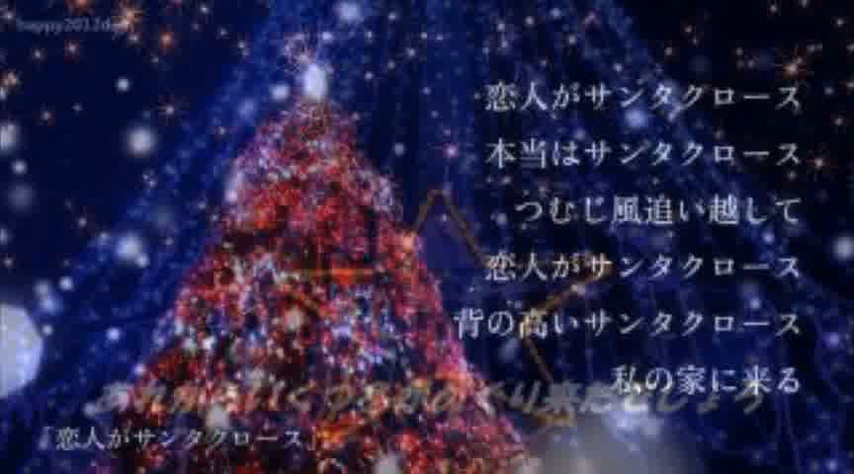 恋人がサンタクロース
本当はサンタクロース
つむじ風追い越して
恋人がサンタクロース
背の高いサンタクロース
私の家に来る
『恋人がサンタクロース』